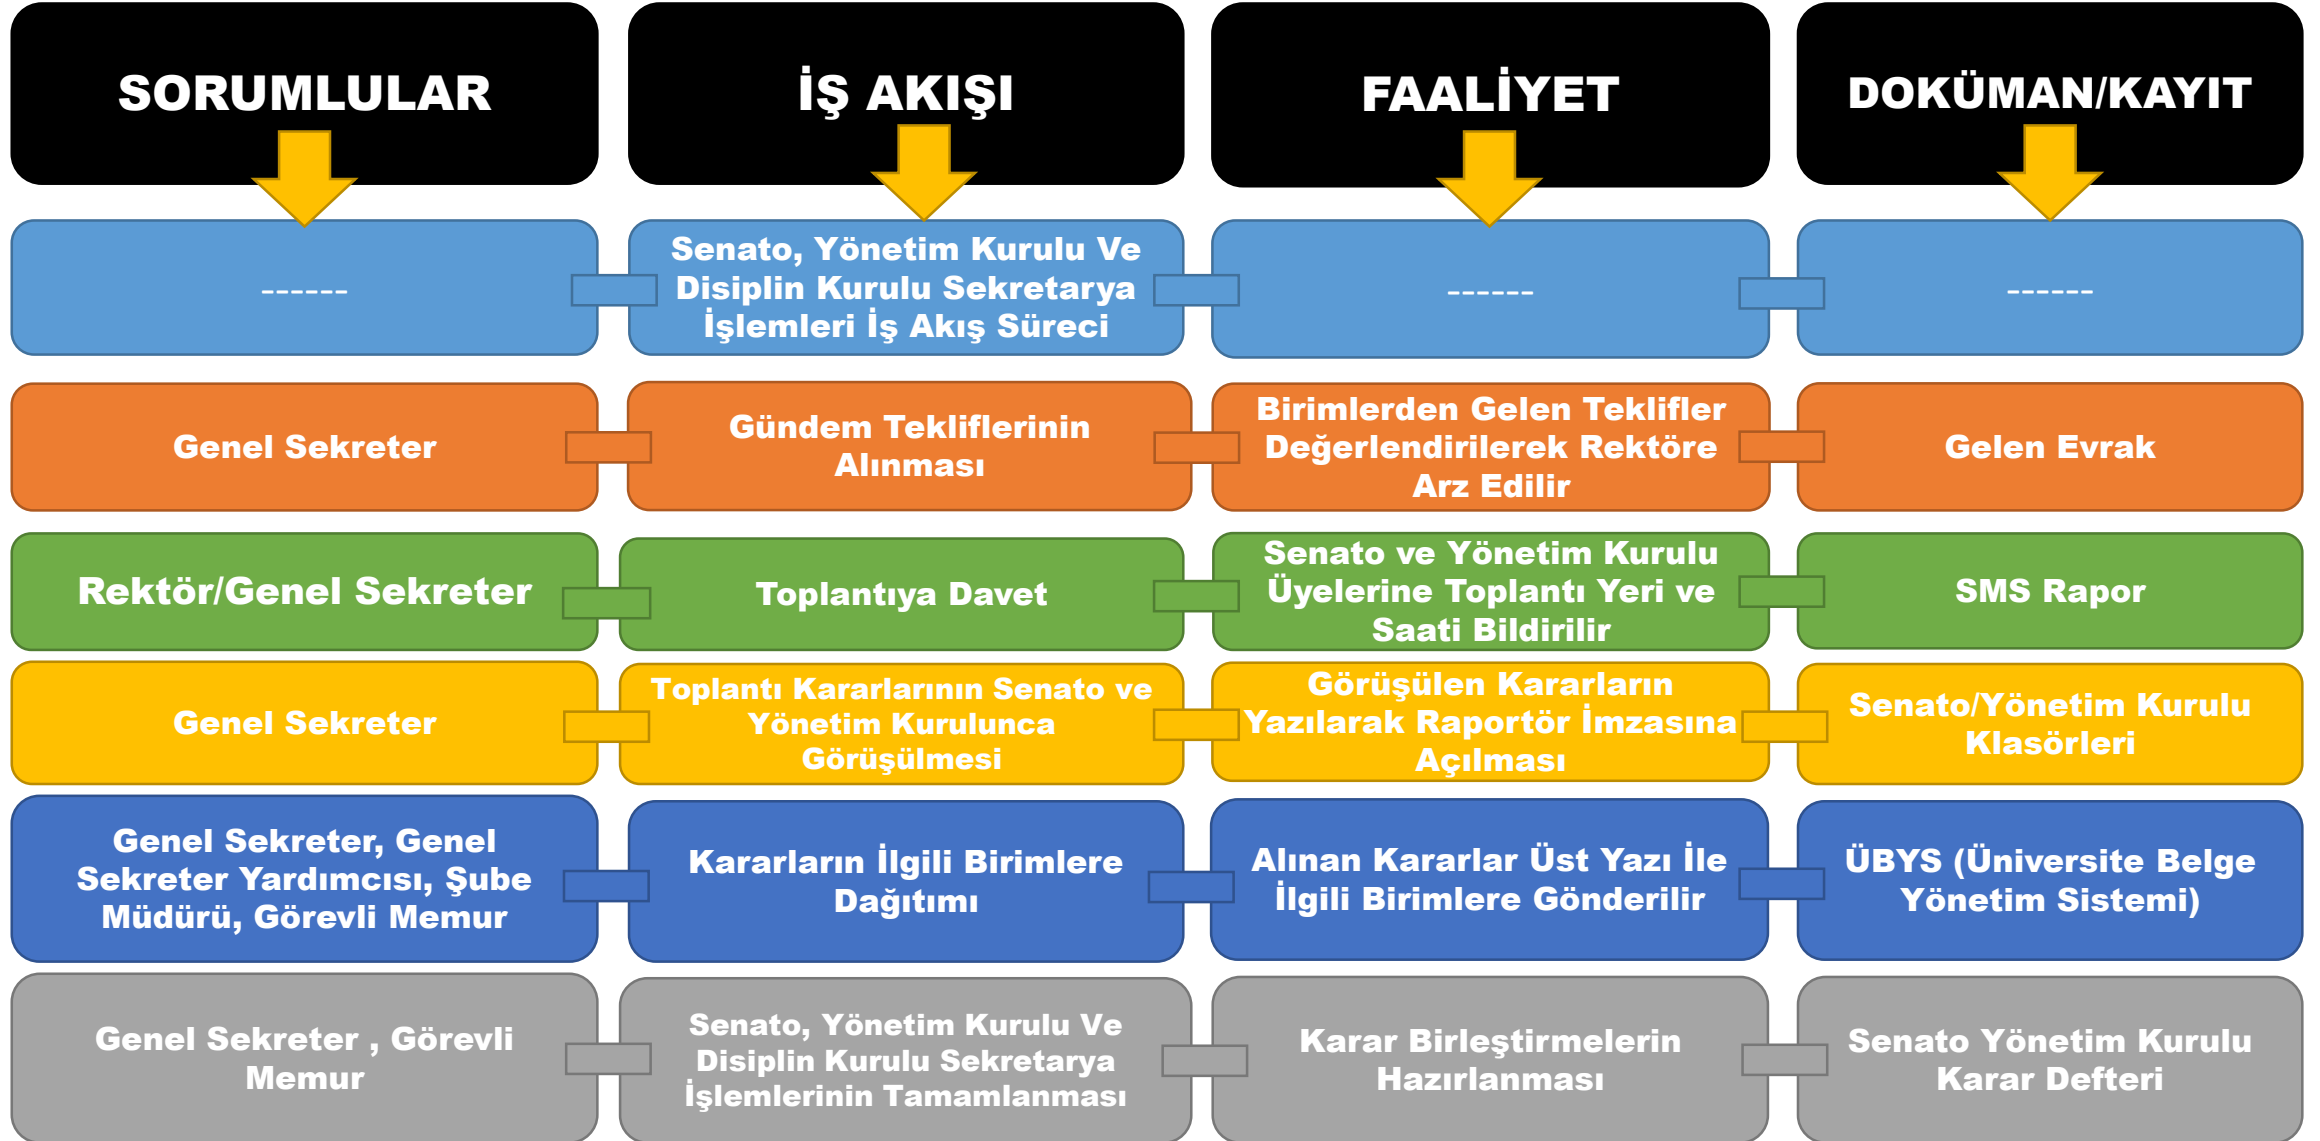 SORUMLULAR
İŞ AKIŞI
FAALİYET
DOKÜMAN/KAYIT
------
Senato, Yönetim Kurulu Ve
Disiplin Kurulu Sekretarya
İşlemleri İş Akış Süreci
------
------
Genel Sekreter
Gündem Tekliflerinin
Alınması
Birimlerden Gelen Teklifler
Değerlendirilerek Rektöre
Arz Edilir
Gelen Evrak
Rektör/Genel Sekreter
Toplantıya Davet
Senato ve Yönetim Kurulu
Üyelerine Toplantı Yeri ve
Saati Bildirilir
SMS Rapor
Genel Sekreter
Toplantı Kararlarının Senato ve
Yönetim Kurulunca
Görüşülmesi
Görüşülen Kararların
Yazılarak Raportör İmzasına
Açılması
Senato/Yönetim Kurulu
Klasörleri
Genel Sekreter, Genel
Sekreter Yardımcısı, Şube
Müdürü, Görevli Memur
Kararların İlgili Birimlere
Dağıtımı
Alınan Kararlar Üst Yazı İle
İlgili Birimlere Gönderilir
ÜBYS (Üniversite Belge
Yönetim Sistemi)
Genel Sekreter , Görevli
Memur
Senato, Yönetim Kurulu Ve
Disiplin Kurulu Sekretarya
İşlemlerinin Tamamlanması
Karar Birleştirmelerin
Hazırlanması
Senato Yönetim Kurulu
Karar Defteri